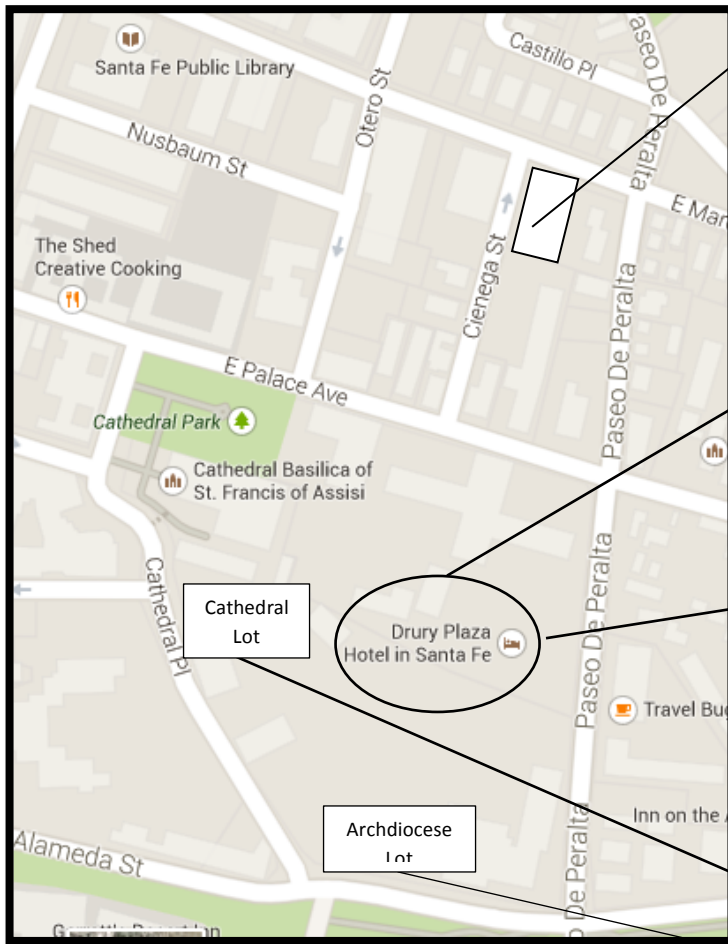 Santa Fe Public Library
Castillo Pl
Paseo De Peralta
Otero St
Nusbaum St
E Mar
The Shed
Creative Cooking
Cienega St
Paseo De Peralta
E Palace Ave
Cathedral Park
Cathedral Basilica of
St. Francis of Assisi
Cathedral Pl
Cathedral
Lot
Drury Plaza
Hotel in Santa Fe
Paseo De Peralta
Travel Bug
Inn on the A
Archdiocese
Lot
Alameda St
De Peralta